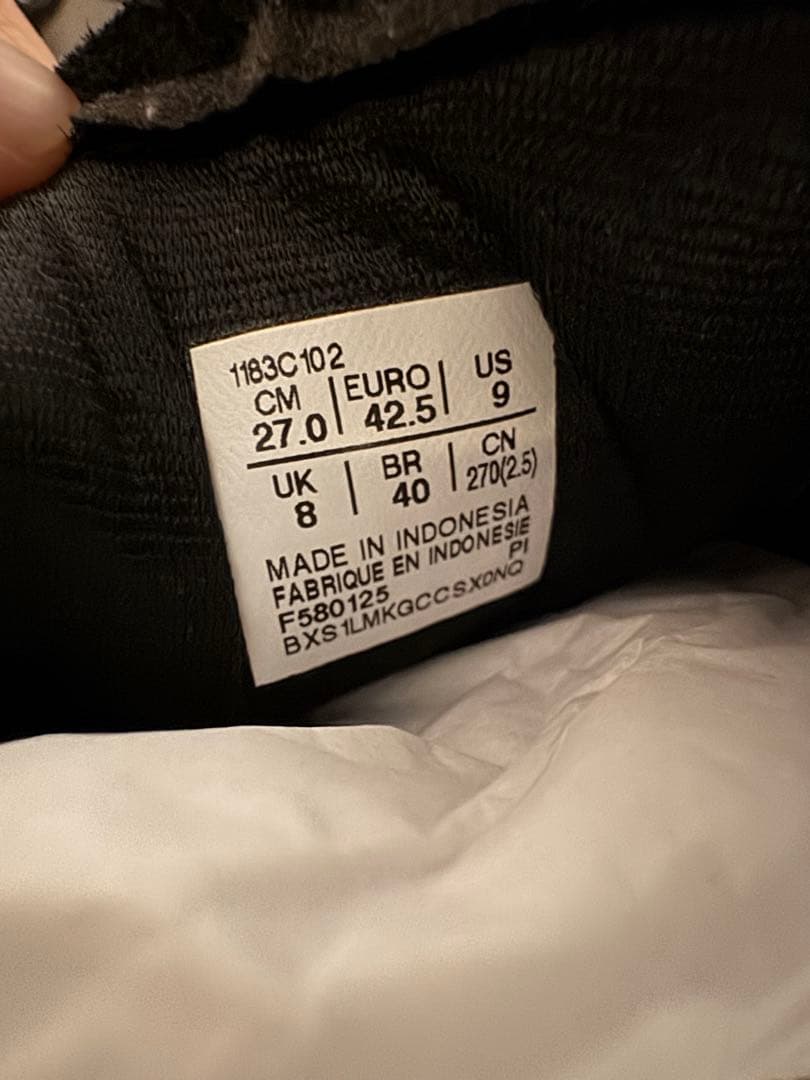 1183C102
CM | EURO | US
27.0 | 42.5 | 9
UK | BR | CN
8 | 40 | 270(2.5)
MADE IN INDONESIA
FABRIQUE EN INDONESIE
F580125 PI
BXS1LMKGCCSXDNQ